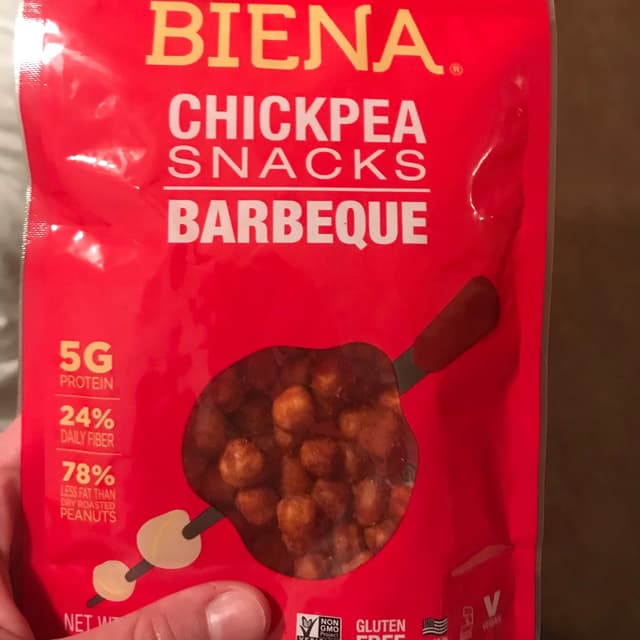 BIENA®
CHICKPEA
SNACKS
BARBEQUE
5G
PROTEIN
24%
DAILY FIBER
78%
LESS FAT THAN
DRY ROASTED
PEANUTS
NET
NON
GMO
GLUTEN
FREE
V
VEGAN